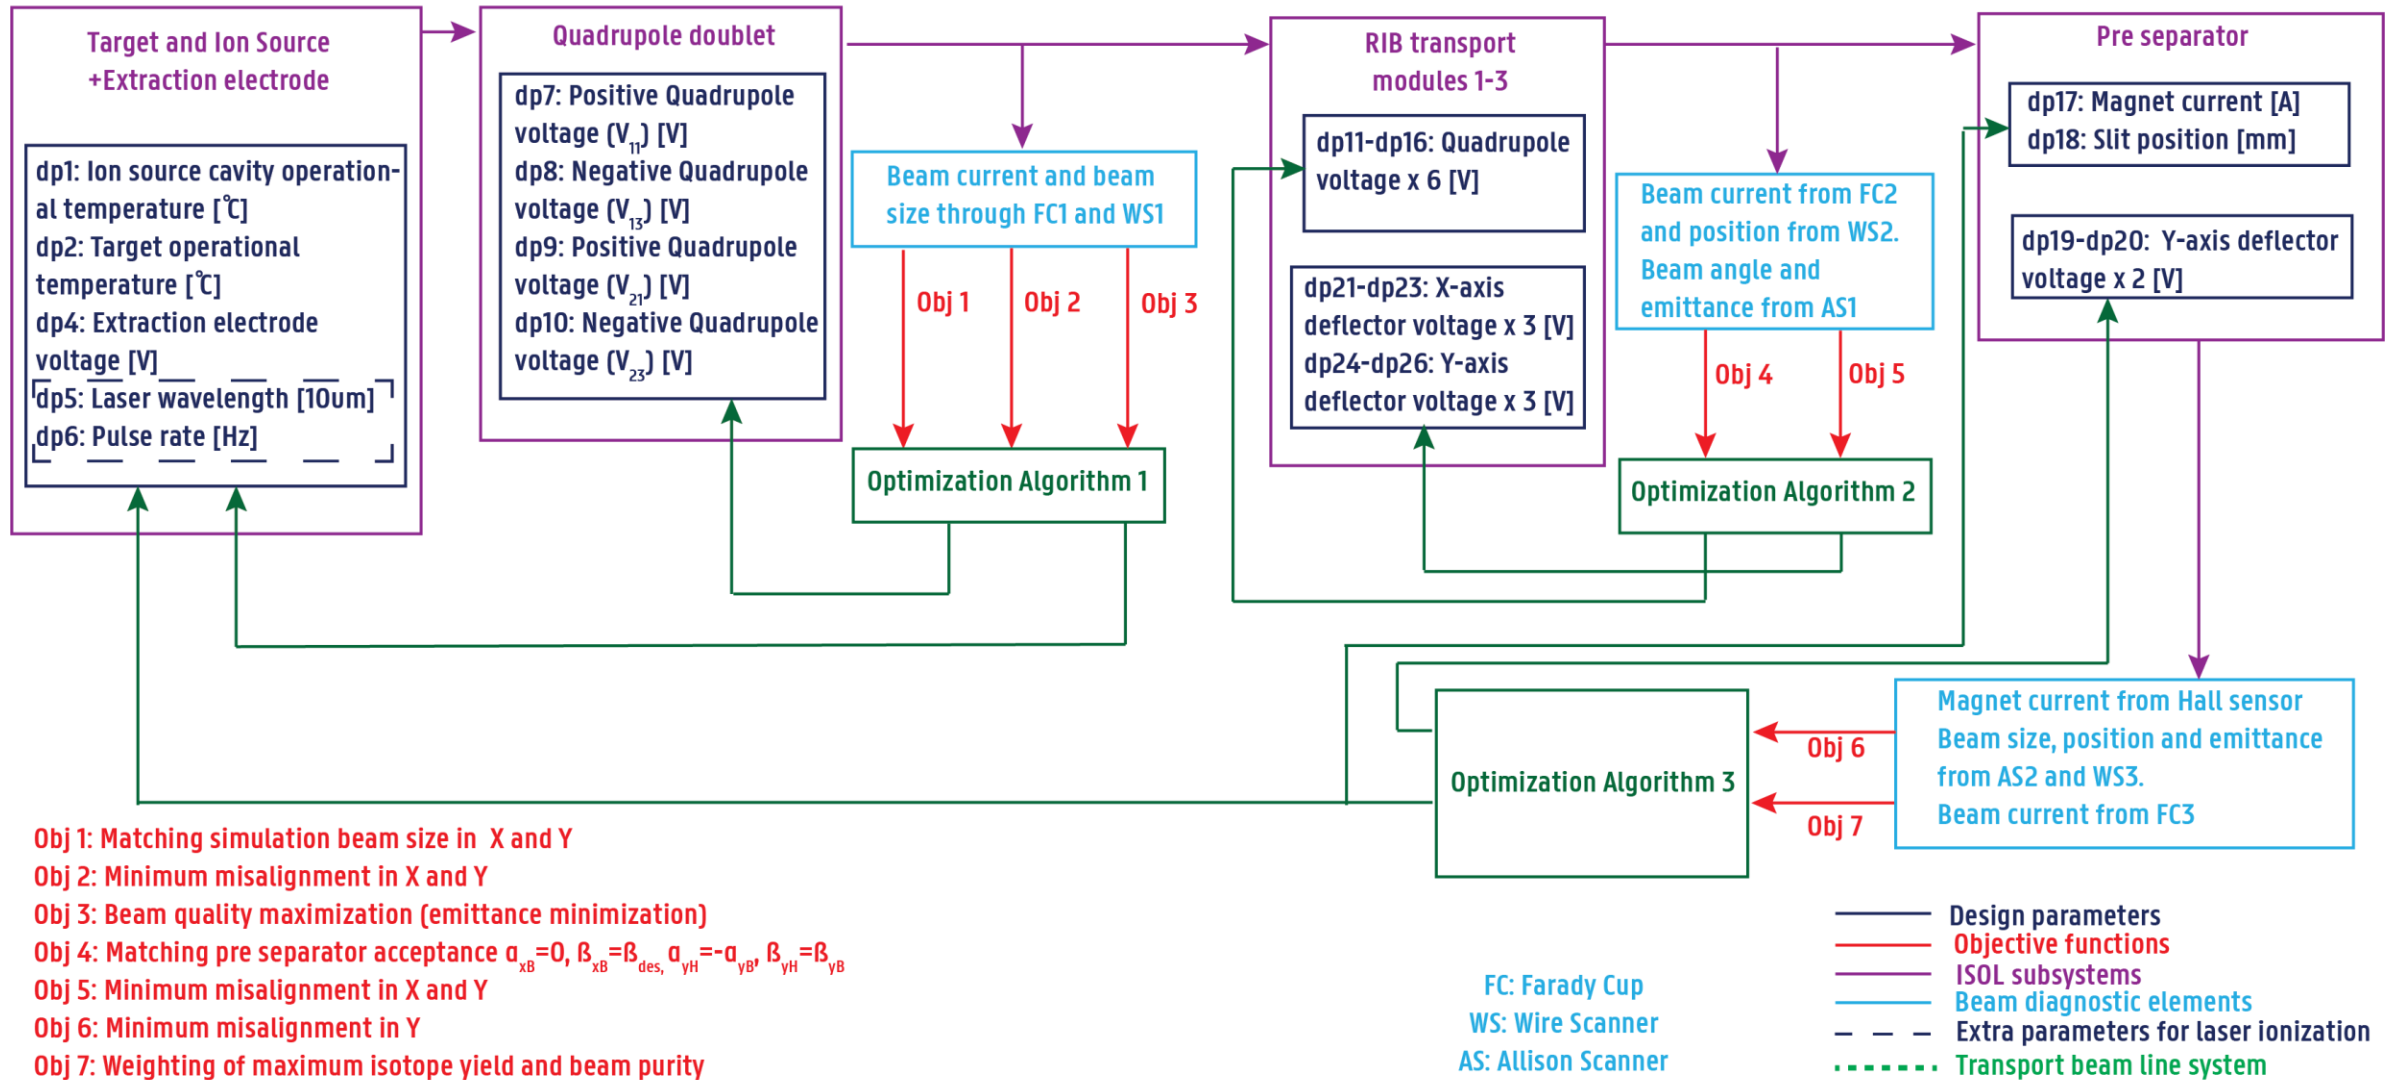 Target and Ion Source
+Extraction electrode
dp1: Ion source cavity operation-
al temperature [℃]
dp2: Target operational
temperature [℃]
dp4: Extraction electrode
voltage [V]
dp5: Laser wavelength [10um]
dp6: Pulse rate [Hz]
Quadrupole doublet
dp7: Positive Quadrupole
voltage (V11) [V]
dp8: Negative Quadrupole
voltage (V13) [V]
dp9: Positive Quadrupole
voltage (V21) [V]
dp10: Negative Quadrupole
voltage (V23) [V]
Beam current and beam
size through FC1 and WS1
Obj 1
Obj 2
Obj 3
Optimization Algorithm 1
RIB transport
modules 1-3
dp11-dp16: Quadrupole
voltage x 6 [V]
dp21-dp23: X-axis
deflector voltage x 3 [V]
dp24-dp26: Y-axis
deflector voltage x 3 [V]
Beam current from FC2
and position from WS2.
Beam angle and
emittance from AS1
Obj 4
Obj 5
Optimization Algorithm 2
Pre separator
dp17: Magnet current [A]
dp18: Slit position [mm]
dp19-dp20: Y-axis deflector
voltage x 2 [V]
Magnet current from Hall sensor
Beam size, position and emittance
from AS2 and WS3.
Beam current from FC3
Obj 6
Obj 7
Optimization Algorithm 3
Obj 1: Matching simulation beam size in X and Y
Obj 2: Minimum misalignment in X and Y
Obj 3: Beam quality maximization (emittance minimization)
Obj 4: Matching pre separator acceptance αxB=0, ßxB=ßdes, αyH=-αyB, ßyH=ßyB
Obj 5: Minimum misalignment in X and Y
Obj 6: Minimum misalignment in Y
Obj 7: Weighting of maximum isotope yield and beam purity
FC: Farady Cup
WS: Wire Scanner
AS: Allison Scanner
Design parameters
Objective functions
ISOL subsystems
Beam diagnostic elements
Extra parameters for laser ionization
Transport beam line system